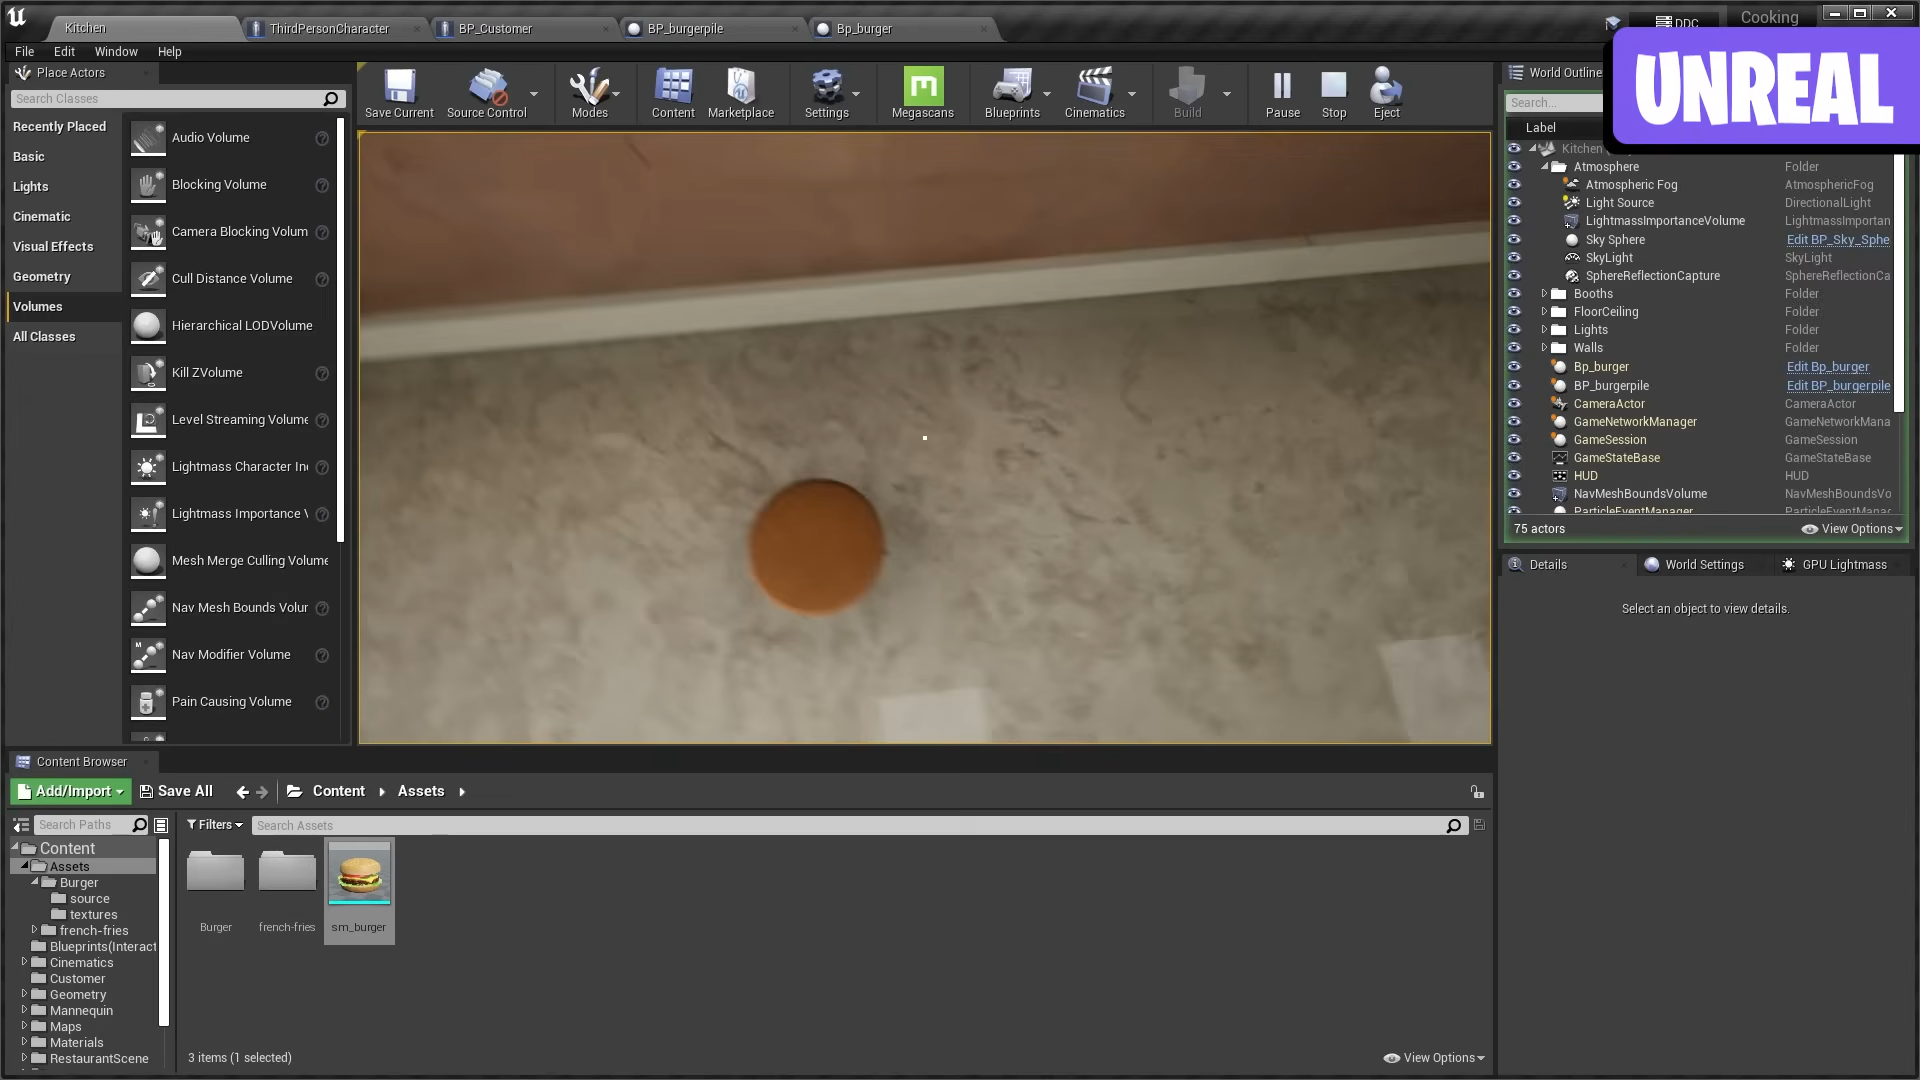 Kitchen
ThirdPersonCharacter
BP_Customer
BP_burgerpile
Bp_burger
DDC
Cooking
UNREAL
File
Edit
Window
Help
Place Actors
Search Classes
Recently Placed
Basic
Lights
Cinematic
Visual Effects
Geometry
Volumes
All Classes
Audio Volume
Blocking Volume
Camera Blocking Volum
Cull Distance Volume
Hierarchical LODVolume
Kill ZVolume
Level Streaming Volume
Lightmass Character In
Lightmass Importance V
Mesh Merge Culling Volume
Nav Mesh Bounds Volur
Nav Modifier Volume
Pain Causing Volume
Save Current
Source Control
Modes
Content
Marketplace
Settings
Megascans
Blueprints
Cinematics
Build
Pause
Stop
Eject
World Outline
Search...
Label
Kitchen
Atmosphere Folder
Atmospheric Fog AtmosphericFog
Light Source DirectionalLight
LightmassImportanceVolume LightmassImportan
Sky Sphere Edit BP_Sky_Sphe
SkyLight SkyLight
SphereReflectionCapture SphereReflectionCa
Booths Folder
FloorCeiling Folder
Lights Folder
Walls Folder
Bp_burger Edit Bp_burger
BP_burgerpile Edit BP_burgerpile
CameraActor CameraActor
GameNetworkManager GameNetworkMana
GameSession GameSession
GameStateBase GameStateBase
HUD HUD
NavMeshBoundsVolume NavMeshBoundsVo
ParticleEventManager ParticleEventManag
75 actors
View Options
Details
World Settings
GPU Lightmass
Select an object to view details.
Content Browser
Add/Import
Save All
Content
Assets
Search Paths
Filters
Search Assets
Content
Assets
Burger
source
textures
french-fries
Blueprints(Interact
Cinematics
Customer
Geometry
Mannequin
Maps
Materials
RestaurantScene
Burger
french-fries
sm_burger
3 items (1 selected)
View Options